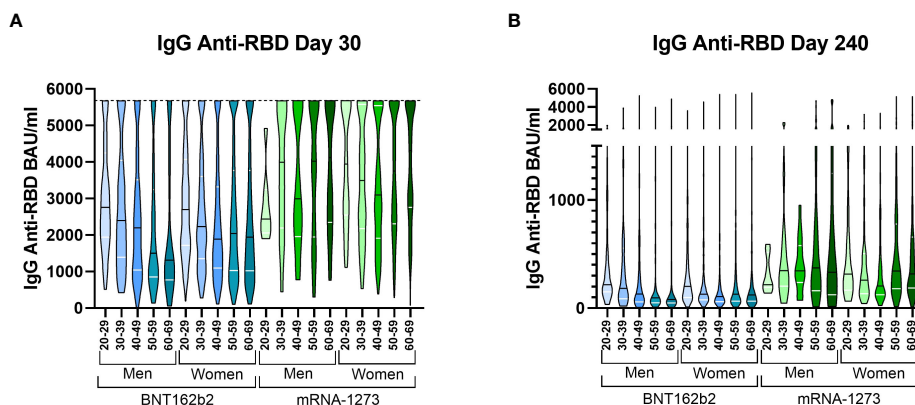 A
IgG Anti-RBD Day 30
IgG Anti-RBD BAU/ml
6000
5000
4000
3000
2000
1000
0
20-29 30-39 40-49 50-59 60-69 20-29 30-39 40-49 50-59 60-69 20-29 30-39 40-49 50-59 60-69 20-29 30-39 40-49 50-59 60-69
Men Women Men Women
BNT162b2 mRNA-1273
B
IgG Anti-RBD Day 240
IgG Anti-RBD BAU/ml
6000
4000
2000
1000
0
20-29 30-39 40-49 50-59 60-69 20-29 30-39 40-49 50-59 60-69 20-29 30-39 40-49 50-59 60-69 20-29 30-39 40-49 50-59 60-69
Men Women Men Women
BNT162b2 mRNA-1273